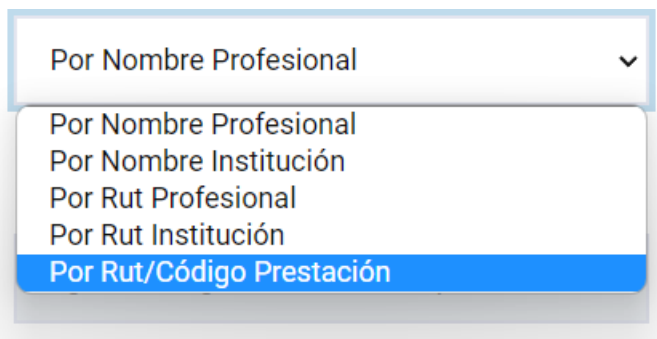 Por Nombre Profesional
Por Nombre Profesional
Por Nombre Institución
Por Rut Profesional
Por Rut Institución
Por Rut/Código Prestación